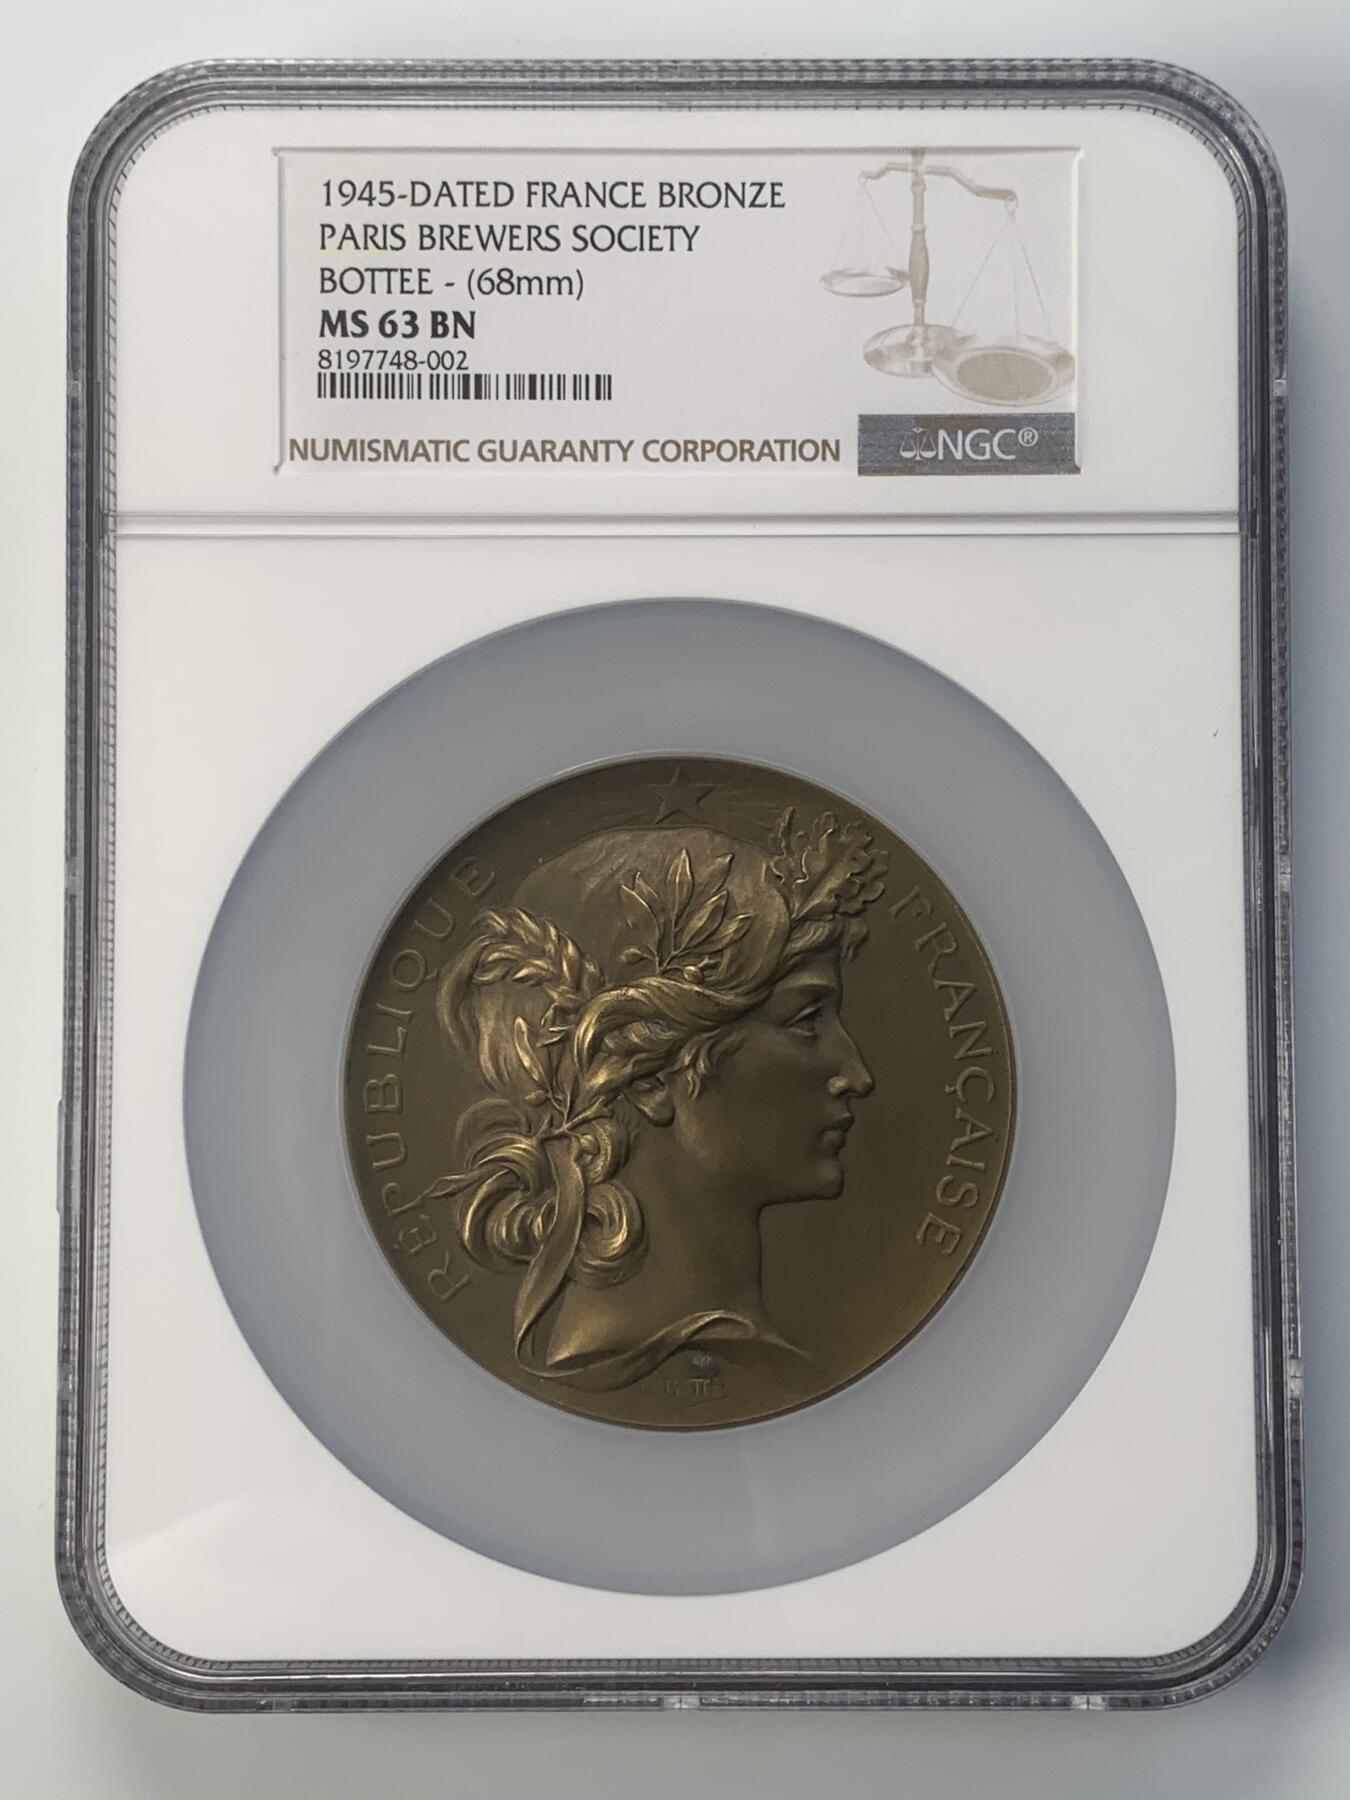 1945-DATED FRANCE BRONZE
PARIS BREWERS SOCIETY
BOTTEE - (68mm)
MS 63 BN
8197748-002
NUMISMATIC GUARANTY CORPORATION
NGC®
RÉPUBLIQUE
FRANÇAISE